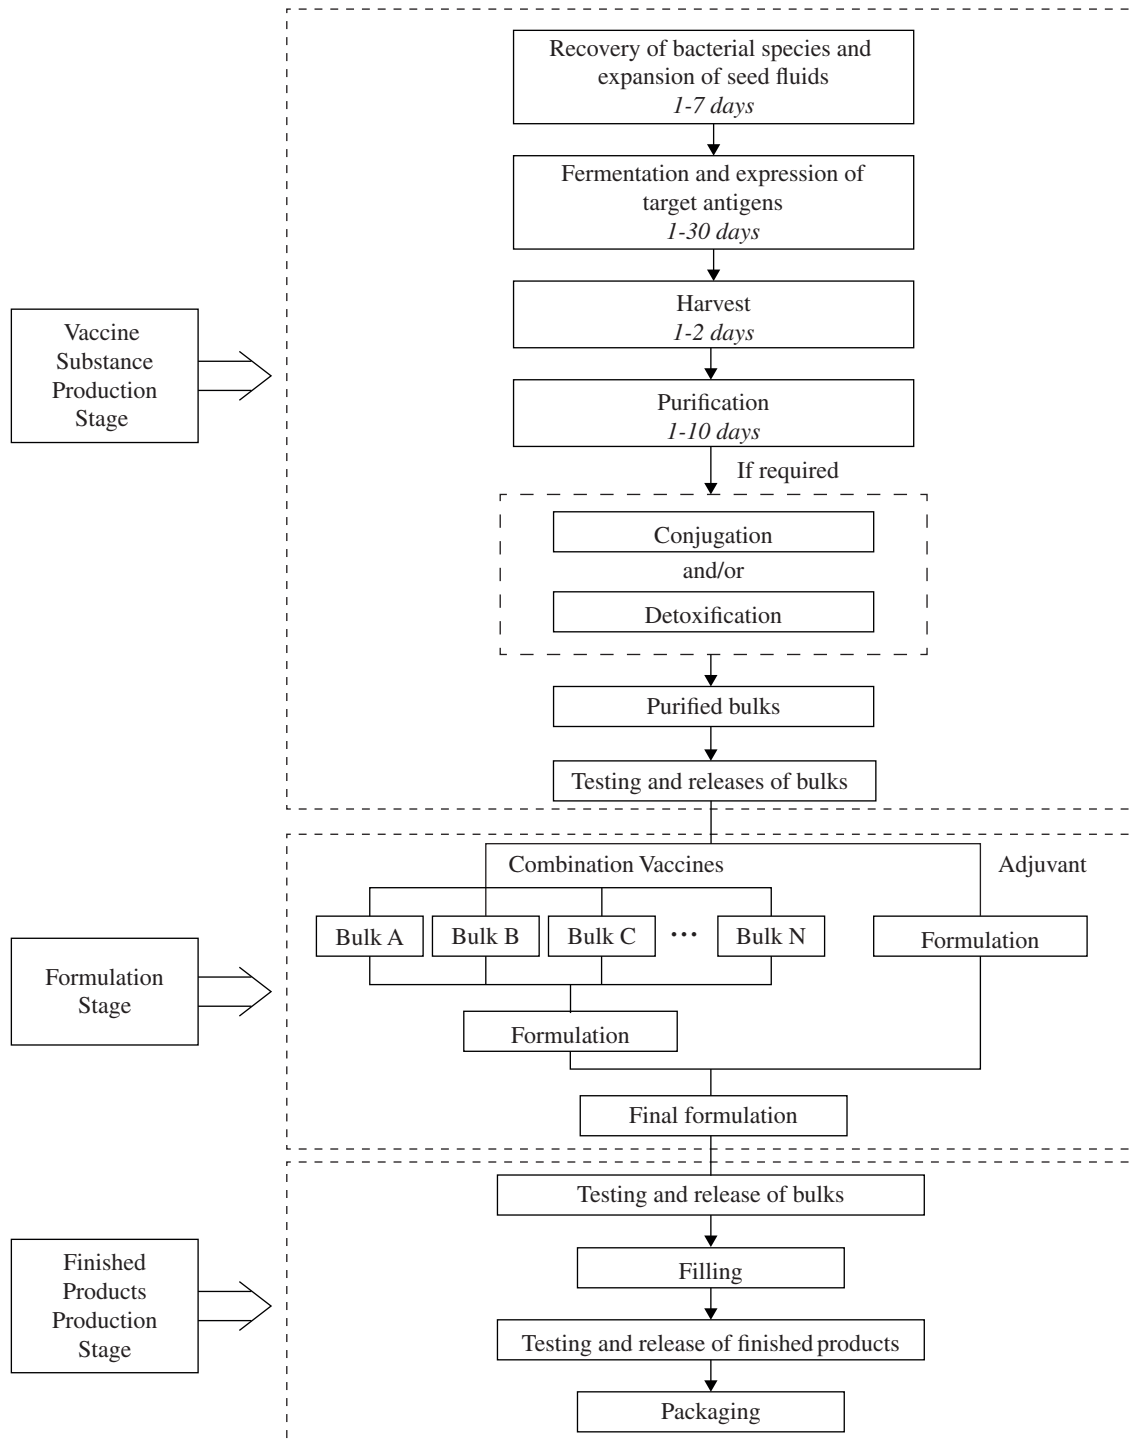 Recovery of bacterial species and
expansion of seed fluids
1-7 days
Fermentation and expression of
target antigens
1-30 days
Harvest
1-2 days
Vaccine
Substance
Production
Stage
Purification
1-10 days
If required
Conjugation
and/or
Detoxification
Purified bulks
Testing and releases of bulks
Combination Vaccines
Adjuvant
Bulk A
Bulk B
Bulk C
...
Bulk N
Formulation
Formulation
Stage
Formulation
Final formulation
Testing and release of bulks
Finished
Products
Production
Stage
Filling
Testing and release of finished products
Packaging